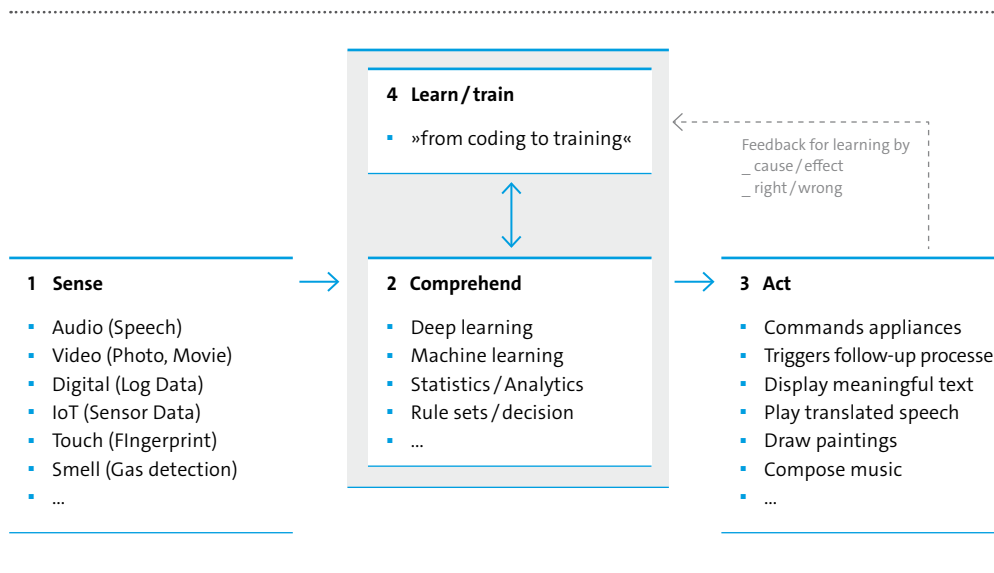 4 Learn / train
▪ »from coding to training«
Feedback for learning by
_ cause / effect
_ right / wrong
1 Sense
▪ Audio (Speech)
▪ Video (Photo, Movie)
▪ Digital (Log Data)
▪ IoT (Sensor Data)
▪ Touch (FIngerprint)
▪ Smell (Gas detection)
▪ ...
2 Comprehend
▪ Deep learning
▪ Machine learning
▪ Statistics / Analytics
▪ Rule sets / decision
▪ ...
3 Act
▪ Commands appliances
▪ Triggers follow-up processe
▪ Display meaningful text
▪ Play translated speech
▪ Draw paintings
▪ Compose music
▪ ...